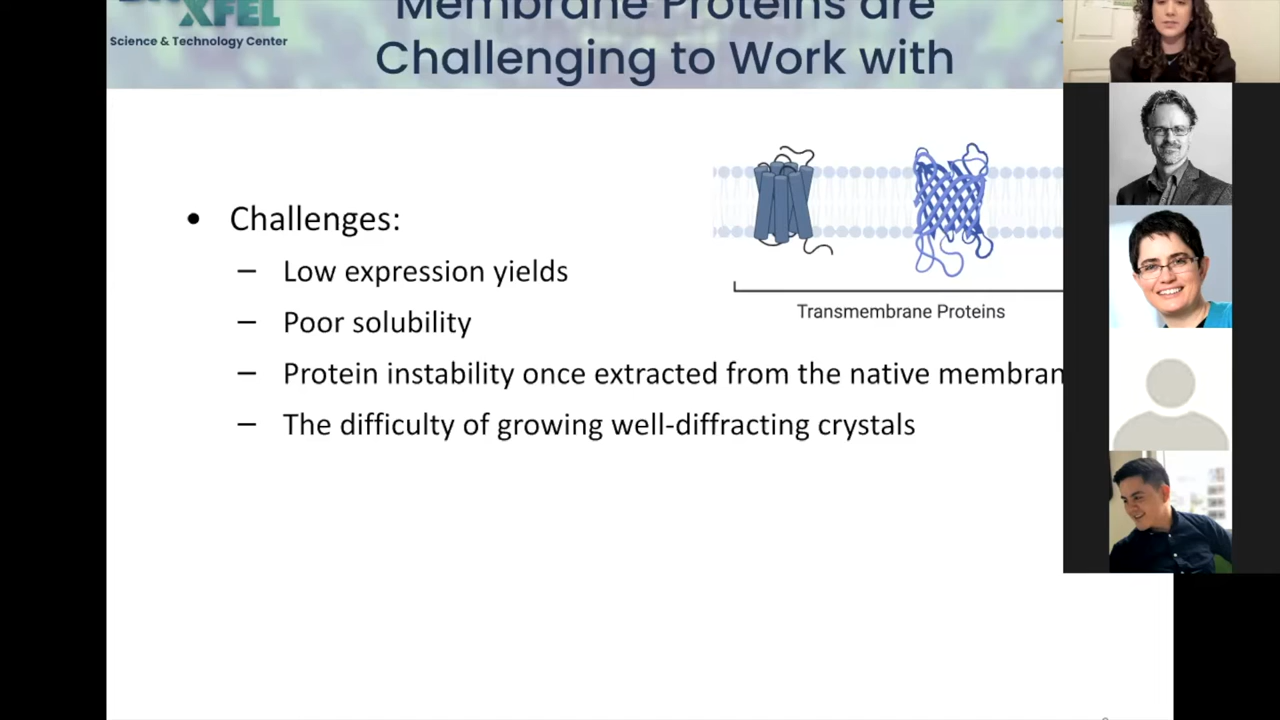 XFEL
Science & Technology Center
Membrane Proteins are
Challenging to Work with
• Challenges:
– Low expression yields
– Poor solubility
– Protein instability once extracted from the native membran
– The difficulty of growing well-diffracting crystals
Transmembrane Proteins